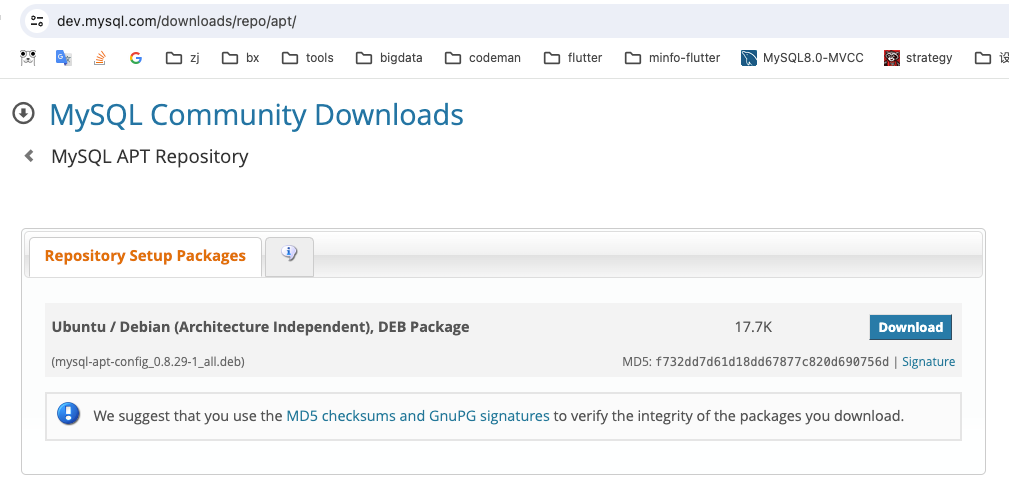 dev.mysql.com/downloads/repo/apt/
zj bx tools bigdata codeman flutter minfo-flutter MySQL8.0-MVCC strategy
MySQL Community Downloads
MySQL APT Repository
Repository Setup Packages
Ubuntu / Debian (Architecture Independent), DEB Package 17.7K Download
(mysql-apt-config_0.8.29-1_all.deb) MD5: f732dd7d61d18dd67877c820d690756d | Signature
We suggest that you use the MD5 checksums and GnuPG signatures to verify the integrity of the packages you download.